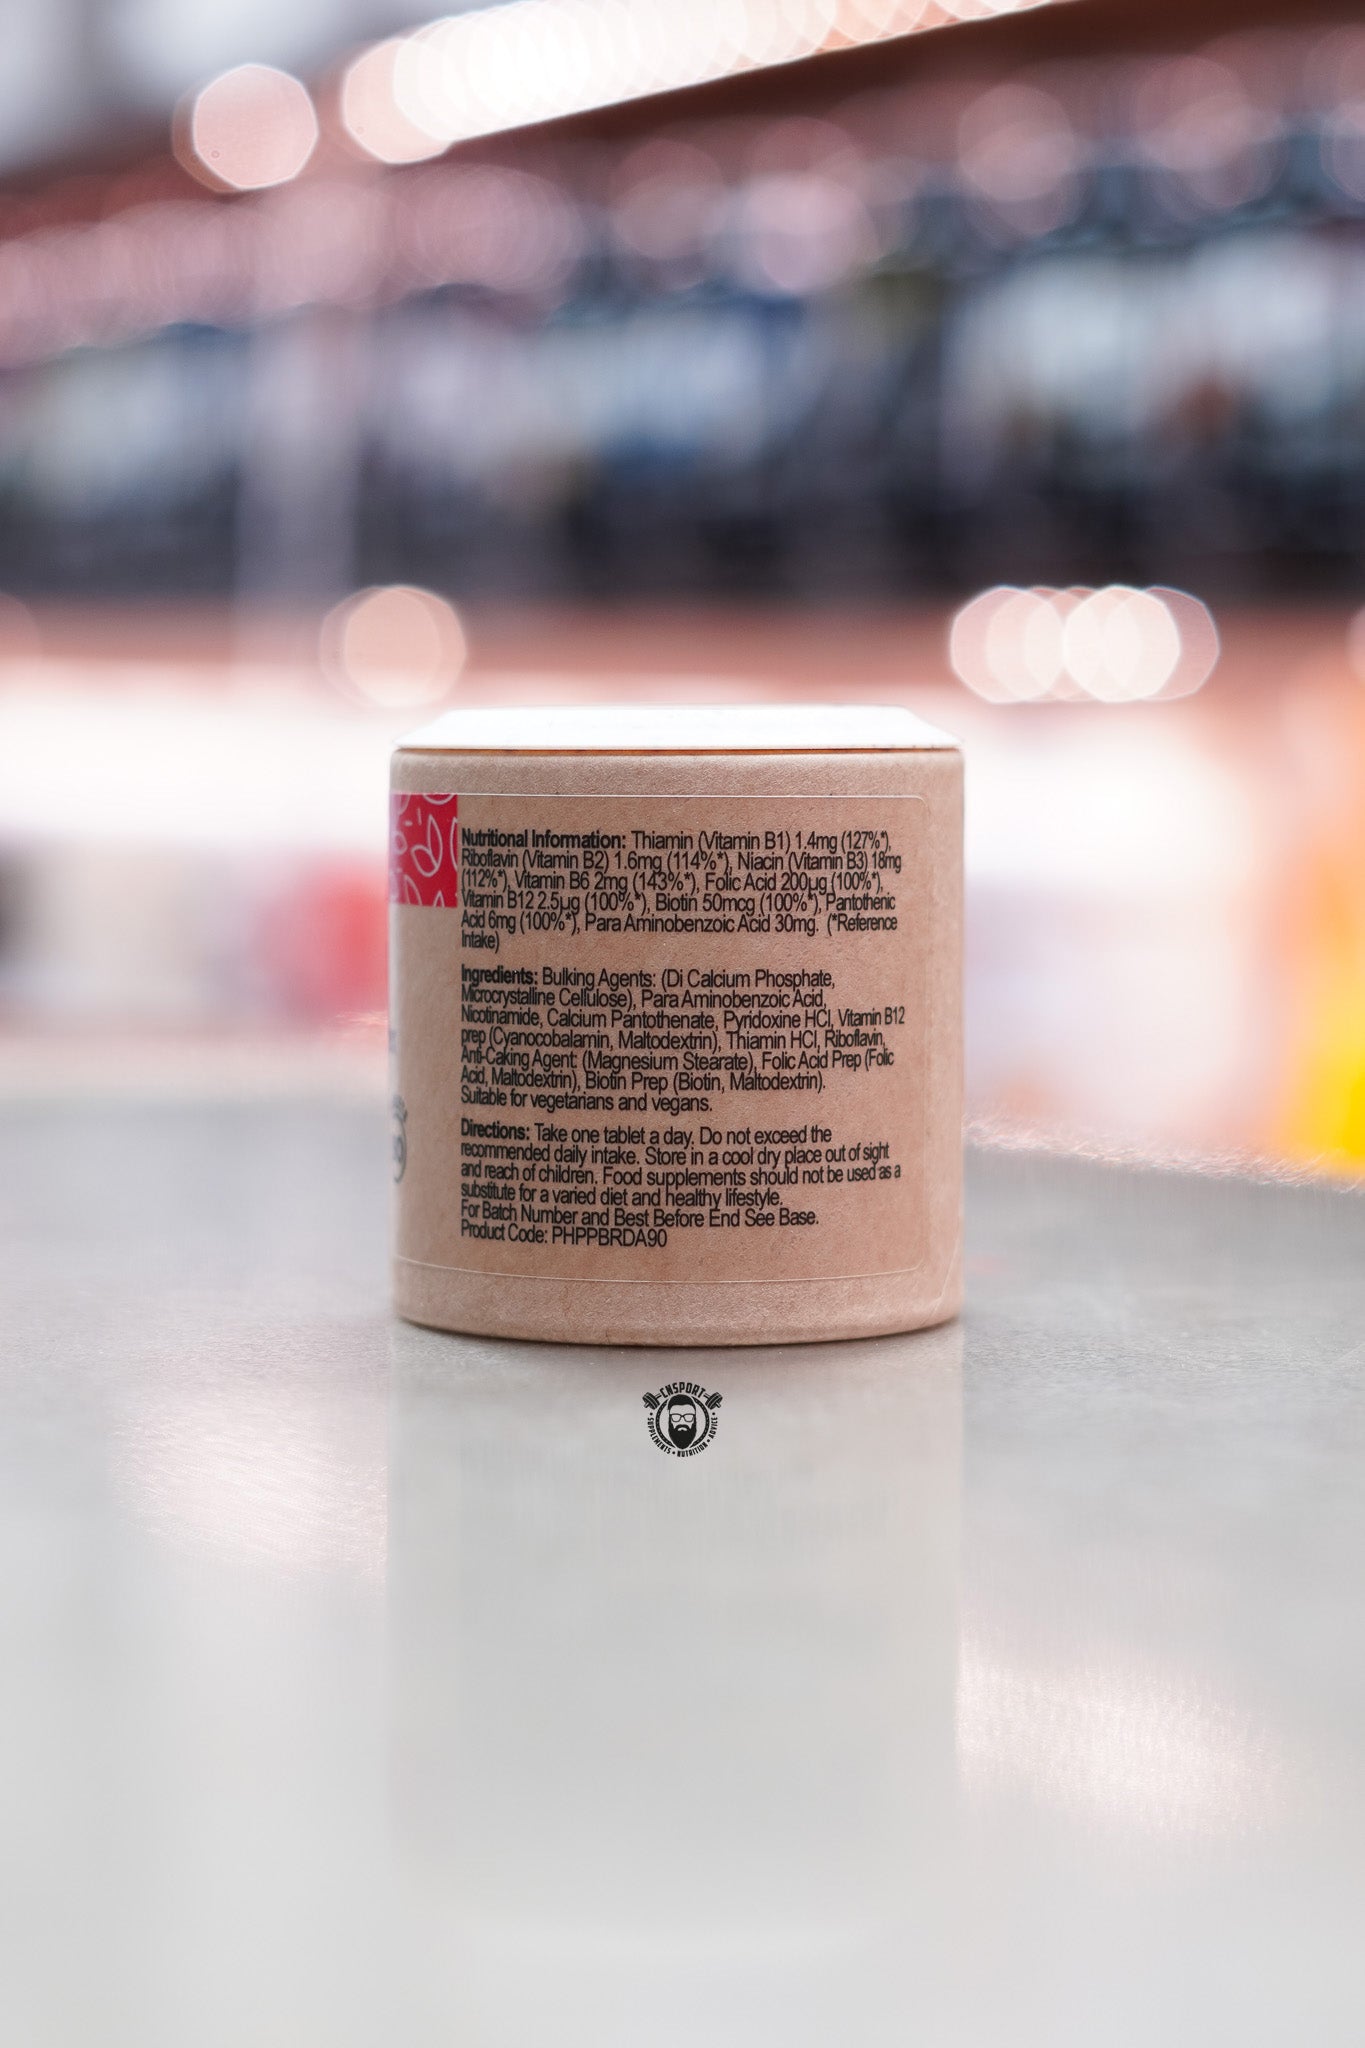 Nutritional Information: Thiamin (Vitamin B1) 1.4mg (127%*),
Riboflavin (Vitamin B2) 1.6mg (114%*), Niacin (Vitamin B3) 18mg
(112%*), Vitamin B6 2mg (143%*), Folic Acid 200µg (100%*),
Vitamin B12 2.5µg (100%*), Biotin 50mcg (100%*), Pantothenic
Acid 6mg (100%*), Para Aminobenzoic Acid 30mg. (*Reference
Intake)
Ingredients: Bulking Agents: (Di Calcium Phosphate,
Microcrystalline Cellulose), Para Aminobenzoic Acid,
Nicotinamide, Calcium Pantothenate, Pyridoxine HCl, Vitamin B12
prep (Cyanocobalamin, Maltodextrin), Thiamin HCl, Riboflavin,
Anti-Caking Agent: (Magnesium Stearate), Folic Acid Prep (Folic
Acid, Maltodextrin), Biotin Prep (Biotin, Maltodextrin).
Suitable for vegetarians and vegans.
Directions: Take one tablet a day. Do not exceed the
recommended daily intake. Store in a cool dry place out of sight
and reach of children. Food supplements should not be used as a
substitute for a varied diet and healthy lifestyle.
For Batch Number and Best Before End See Base.
Product Code: PHPPBRDA90
CNSPORT
SUPPLEMENTS • NUTRITION • ADVICE